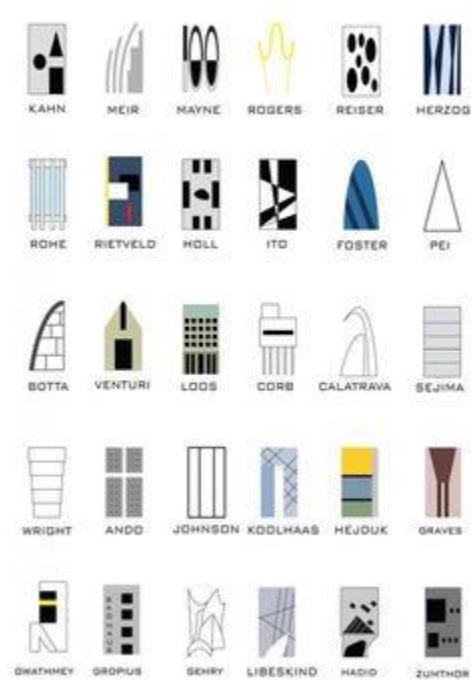 KAHN MEIR MAYNE ROGERS REISER HERZOG
ROHE RIETVELD HOLL ITO FOSTER PEI
BOTTA VENTURI LOOS CORB CALATRAVA SEJIMA
WRIGHT ANDO JOHNSON KOOLHAAS HEJDUK GRAVES
GWATHMEY GROPIUS GEHRY LIBESKIND HADID ZUMTHOR